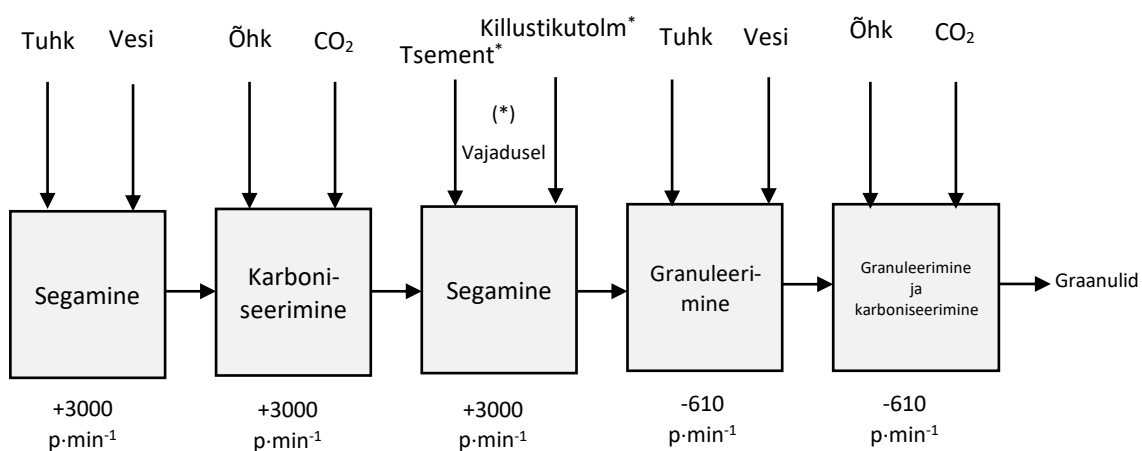 Tuhk Vesi Õhk CO₂ Tsement* Killustikutolm* Tuhk Vesi Õhk CO₂
(*)
Vajadusel
Segamine
Karboni-
seerimine
Segamine
Granuleeri-
mine
Granuleerimine
ja
karboniseerimine
Graanulid
+3000
p·min⁻¹
+3000
p·min⁻¹
+3000
p·min⁻¹
-610
p·min⁻¹
-610
p·min⁻¹